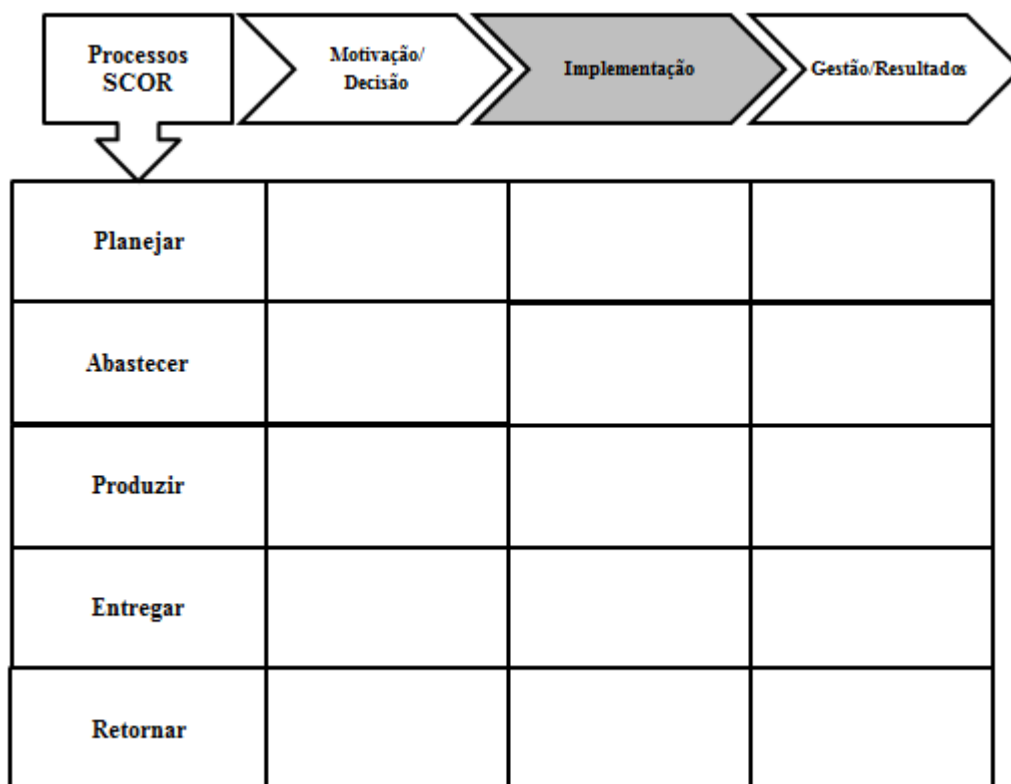 Processos
SCOR
Motivação/
Decisão
Implementação
Gestão/Resultados
Planejar
Abastecer
Produzir
Entregar
Retornar